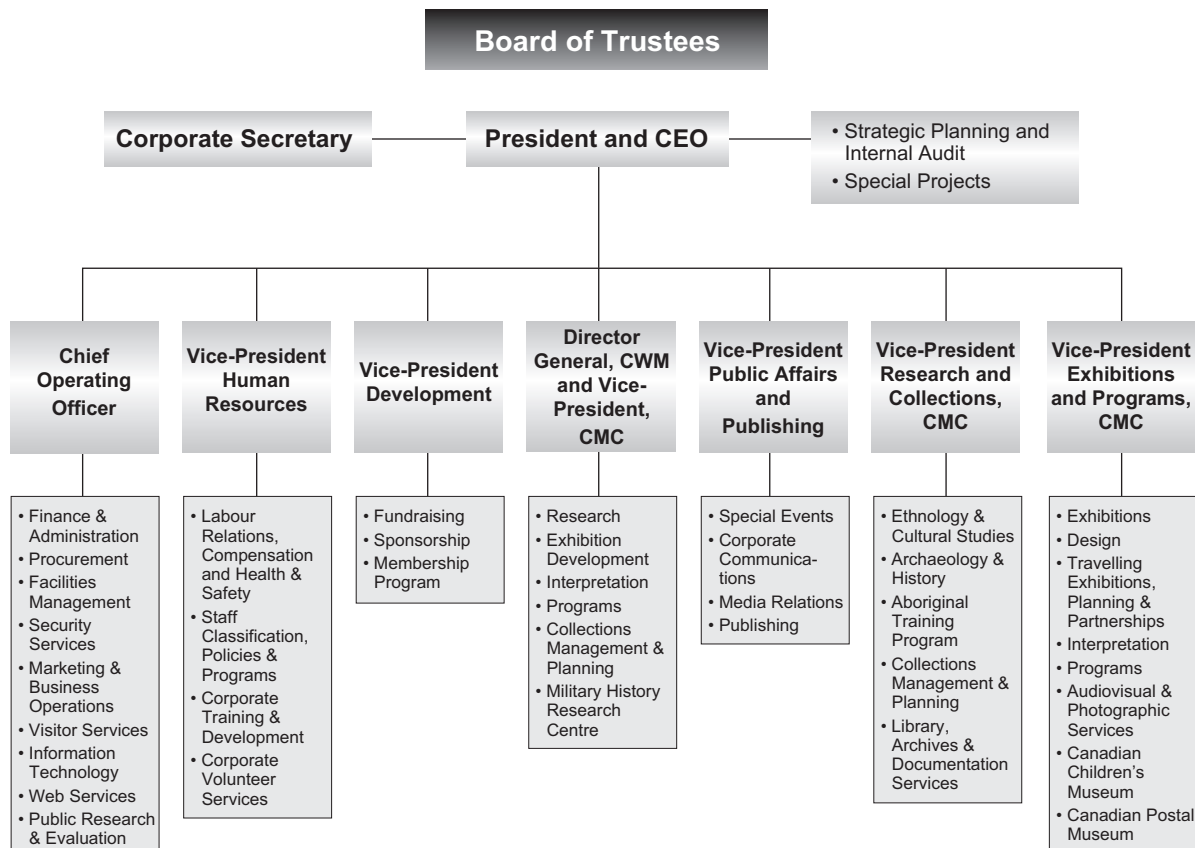 Board of Trustees
Corporate Secretary
President and CEO
• Strategic Planning and
Internal Audit
• Special Projects
Chief
Operating
Officer
Vice-President
Human
Resources
Vice-President
Development
Director
General, CWM
and Vice-
President,
CMC
Vice-President
Public Affairs
and
Publishing
Vice-President
Research and
Collections,
CMC
Vice-President
Exhibitions
and Programs,
CMC
• Finance &
Administration
• Procurement
• Facilities
Management
• Security
Services
• Marketing &
Business
Operations
• Visitor Services
• Information
Technology
• Web Services
• Public Research
& Evaluation
• Labour
Relations,
Compensation
and Health &
Safety
• Staff
Classification,
Policies &
Programs
• Corporate
Training &
Development
• Corporate
Volunteer
Services
• Fundraising
• Sponsorship
• Membership
Program
• Research
• Exhibition
Development
• Interpretation
• Programs
• Collections
Management &
Planning
• Military History
Research
Centre
• Special Events
• Corporate
Communica-
tions
• Media Relations
• Publishing
• Ethnology &
Cultural Studies
• Archaeology &
History
• Aboriginal
Training
Program
• Collections
Management &
Planning
• Library,
Archives &
Documentation
Services
• Exhibitions
• Design
• Travelling
Exhibitions,
Planning &
Partnerships
• Interpretation
• Programs
• Audiovisual &
Photographic
Services
• Canadian
Children’s
Museum
• Canadian Postal
Museum